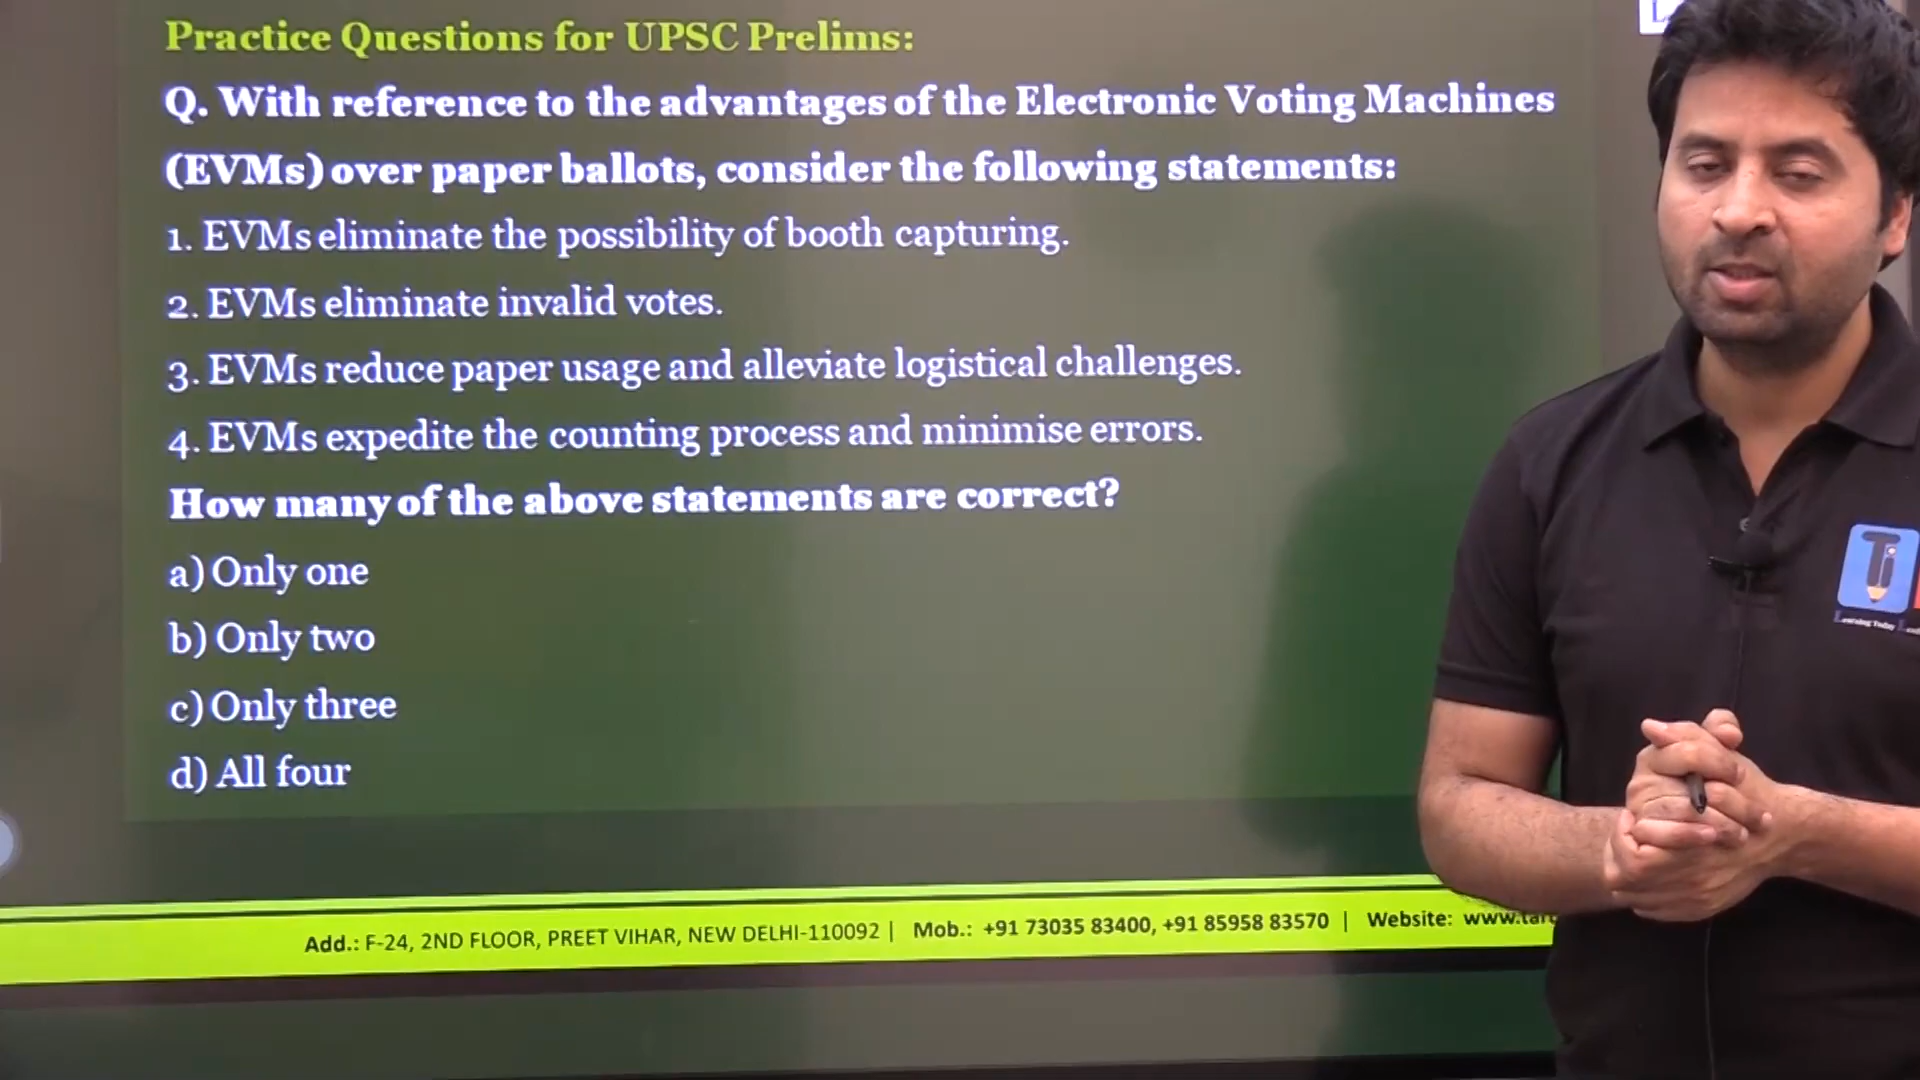 Practice Questions for UPSC Prelims:
Q. With reference to the advantages of the Electronic Voting Machines
(EVMs) over paper ballots, consider the following statements:
1. EVMs eliminate the possibility of booth capturing.
2. EVMs eliminate invalid votes.
3. EVMs reduce paper usage and alleviate logistical challenges.
4. EVMs expedite the counting process and minimise errors.
How many of the above statements are correct?
a) Only one
b) Only two
c) Only three
d) All four
Learning Today
Add.: F-24, 2ND FLOOR, PREET VIHAR, NEW DELHI-110092 | Mob.: +91 73035 83400, +91 85958 83570 | Website: